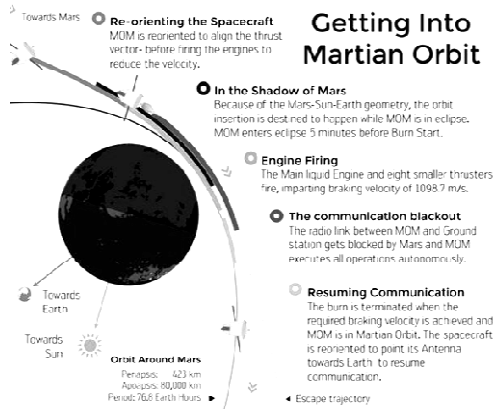 Towards Mars
Getting Into
Martian Orbit
Re-orienting the Spacecraft
MOM is reoriented to align the thrust
vector- before firing the engines to
reduce the velocity.
In the Shadow of Mars
Because of the Mars-Sun-Earth geometry, the orbit
insertion is destined to happen while MOM is in eclipse.
MOM enters eclipse 5 minutes before Burn Start.
Engine Firing
The Main liquid Engine and eight smaller thrusters
fire, imparting braking velocity of 1098.7 m/s.
The communication blackout
The radio link between MOM and Ground
station gets blocked by Mars and MOM
executes all operations autonomously.
Resuming Communication
The burn is terminated when the
required braking velocity is achieved and
MOM is in Martian Orbit. The spacecraft
is reoriented to point its Antenna
towards Earth to resume
communication.
Towards
Earth
Towards
Sun
Orbit Around Mars
Periapsis: 423 km
Apoapsis: 80,000 km
Period: 76.8 Earth Hours
Escape trajectory